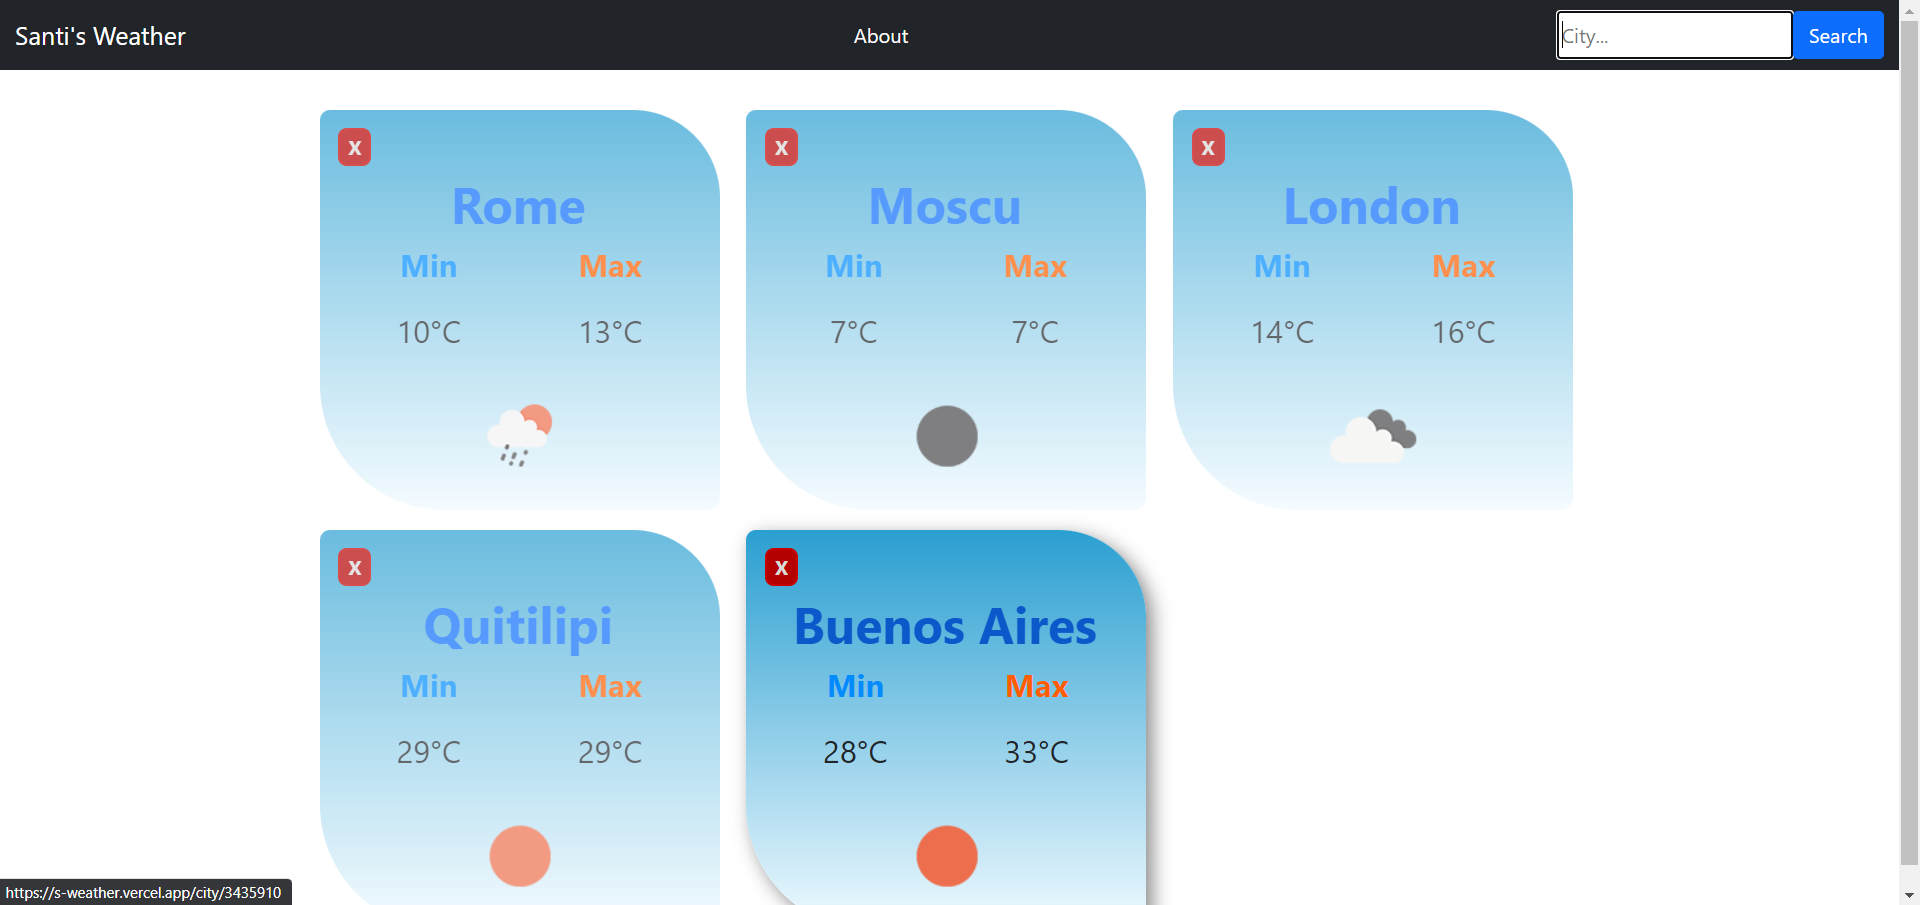 Santi's Weather
About
City...
Search
x
Rome
Min Max
10°C 13°C
x
Moscu
Min Max
7°C 7°C
x
London
Min Max
14°C 16°C
x
Quitilipi
Min Max
29°C 29°C
x
Buenos Aires
Min Max
28°C 33°C
https://s-weather.vercel.app/city/3435910